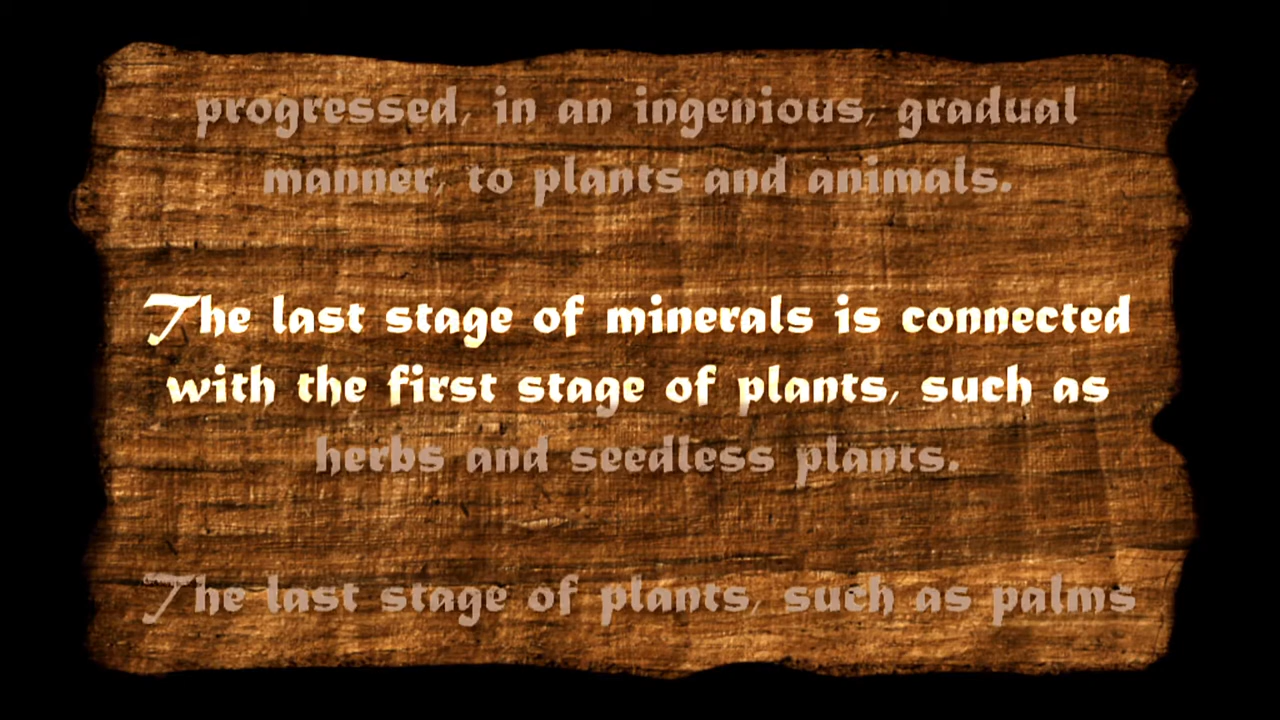 progressed, in an ingenious, gradual
manner, to plants and animals.
The last stage of minerals is connected
with the first stage of plants, such as
herbs and seedless plants.
The last stage of plants, such as palms